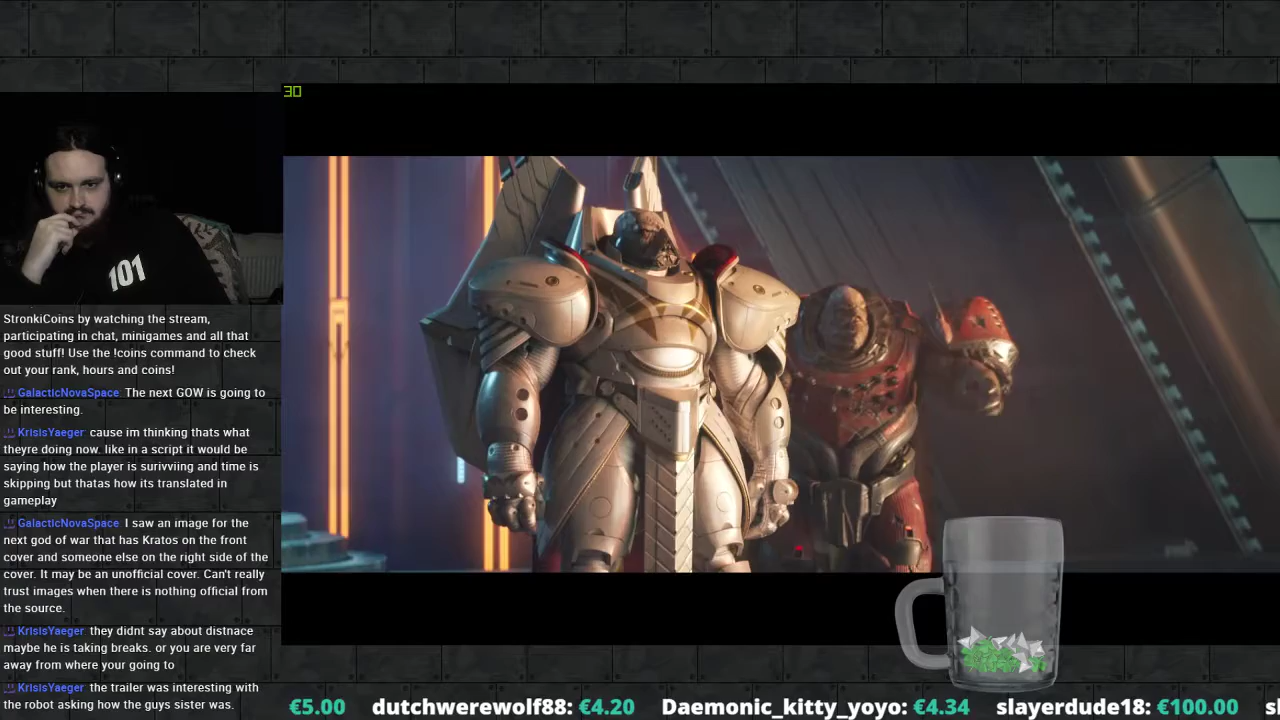 30
101
StronkiCoins by watching the stream,
participating in chat, minigames and all that
good stuff! Use the !coins command to check
out your rank, hours and coins!
GalacticNovaSpace: The next GOW is going to
be interesting.
KrisisYaeger: cause im thinking thats what
theyre doing now. like in a script it would be
saying how the player is suriviing and time is
skipping but thatas how its translated in
gameplay
GalacticNovaSpace: I saw an image for the
next god of war that has Kratos on the front
cover and someone else on the right side of the
cover. It may be an unofficial cover. Can't really
trust images when there is nothing official from
the source.
KrisisYaeger: they didnt say about distnace
maybe he is taking breaks. or you are very far
away from where your going to
KrisisYaeger: the trailer was interesting with
the robot asking how the guys sister was.
€5.00 dutchwerewolf88: €4.20 Daemonic_kitty_yoyo: €4.34 slayerdude18: €100.00 s